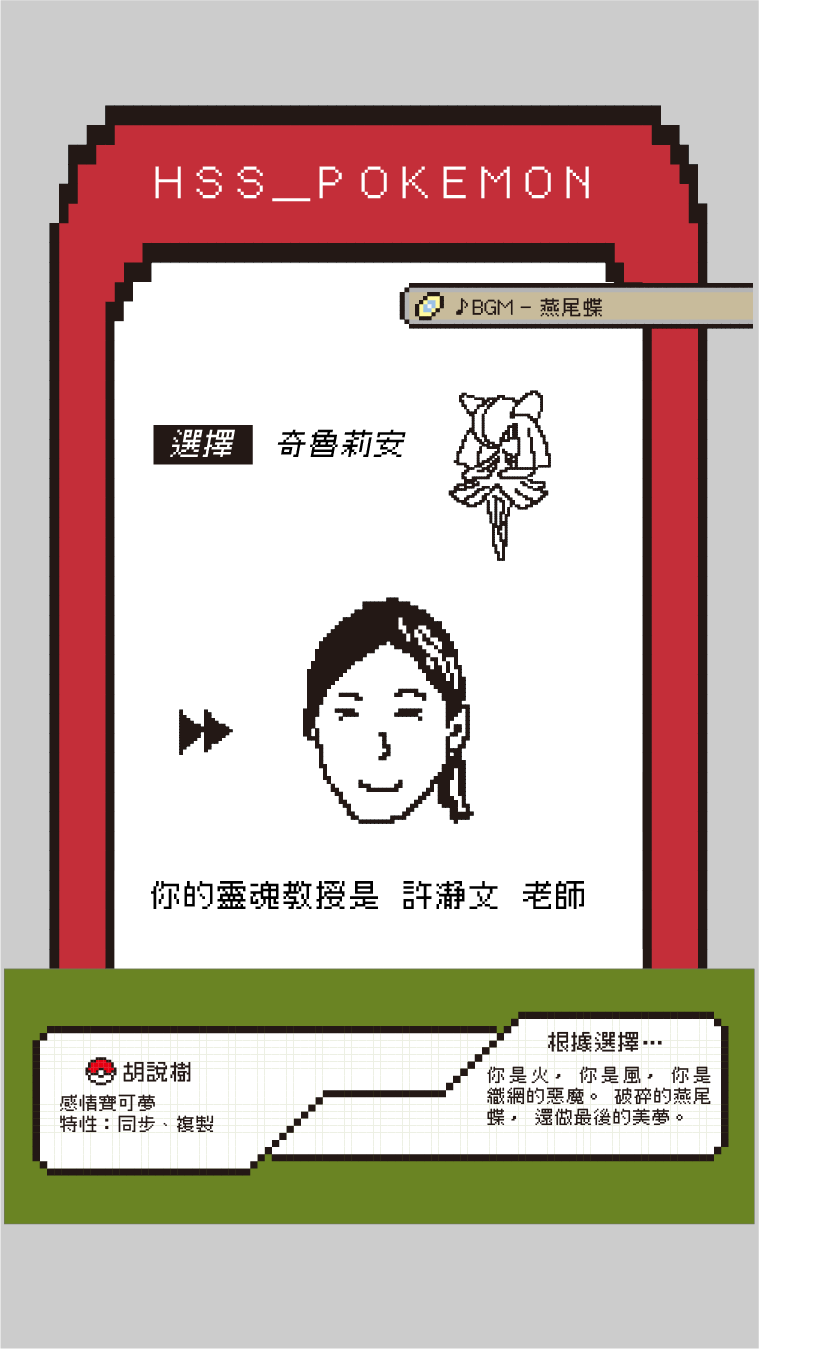 HSS_POKEMON
♪BGM - 燕尾蝶
選擇 奇魯莉安
你的靈魂教授是 許瀞文 老師
胡說樹
感情寶可夢
特性：同步、複製
根據選擇…
你是火， 你是風， 你是
織網的惡魔。 破碎的燕尾
蝶， 還做最後的美夢。